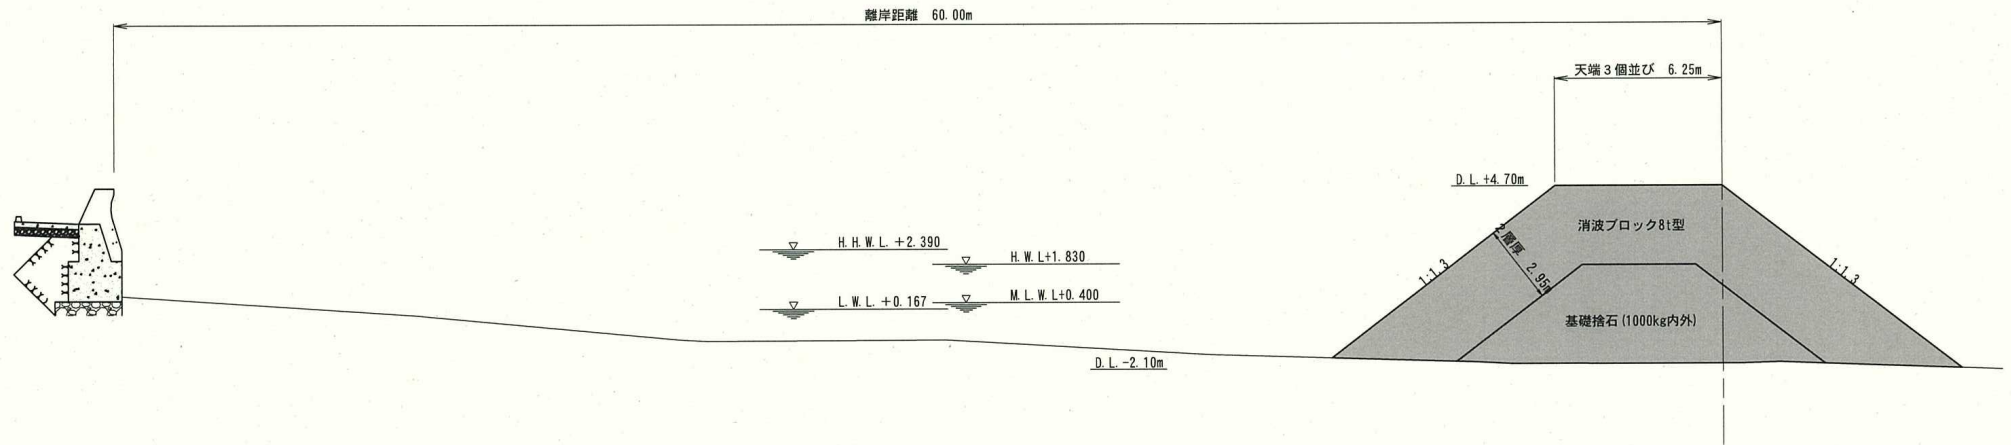 離岸距離 60.00m
天端3個並び 6.25m
D.L.+4.70m
消波ブロック8t型
2層厚 2.95m
1:1.3
1:1.3
H.H.W.L.+2.390
H.W.L+1.830
L.W.L.+0.167
M.L.W.L+0.400
基礎捨石(1000kg内外)
D.L.-2.10m